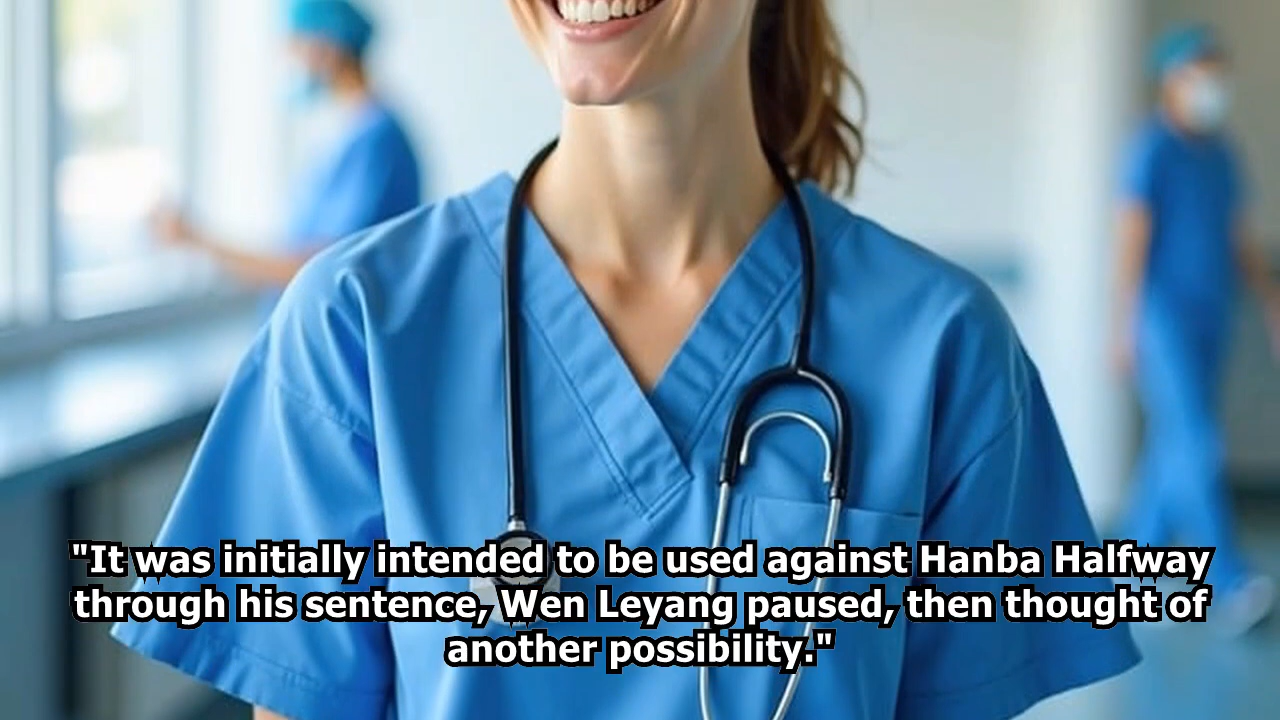 "It was initially intended to be used against Hanba Halfway
through his sentence, Wen Leyang paused, then thought of
another possibility."